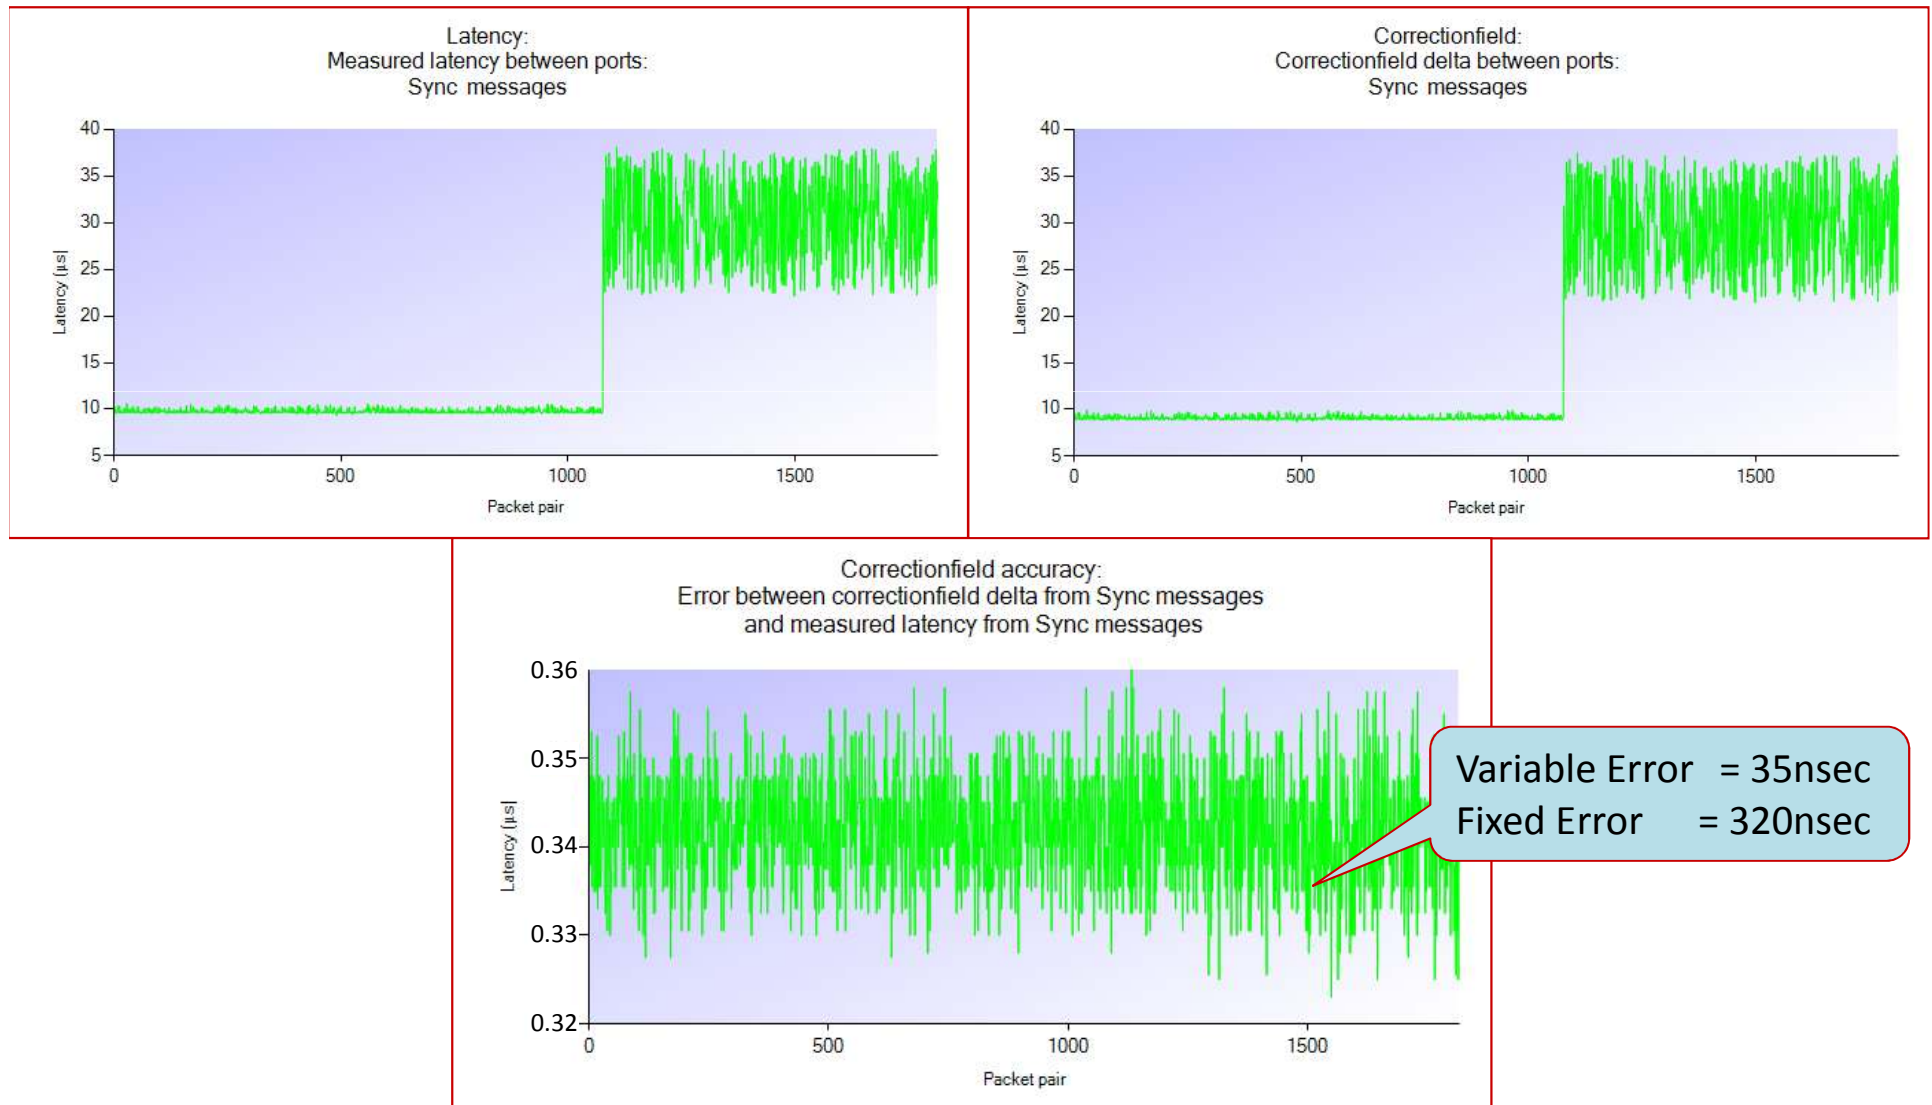 Latency:
Measured latency between ports:
Sync messages
40
35
30
25
20
15
10
5
Latency (µs)
0
500
1000
1500
Packet pair
Correctionfield:
Correctionfield delta between ports:
Sync messages
40
35
30
25
20
15
10
5
Latency (µs)
0
500
1000
1500
Packet pair
Correctionfield accuracy:
Error between correctionfield delta from Sync messages
and measured latency from Sync messages
0.36
0.35
0.34
0.33
0.32
Latency (µs)
0
500
1000
1500
Packet pair
Variable Error = 35nsec
Fixed Error = 320nsec